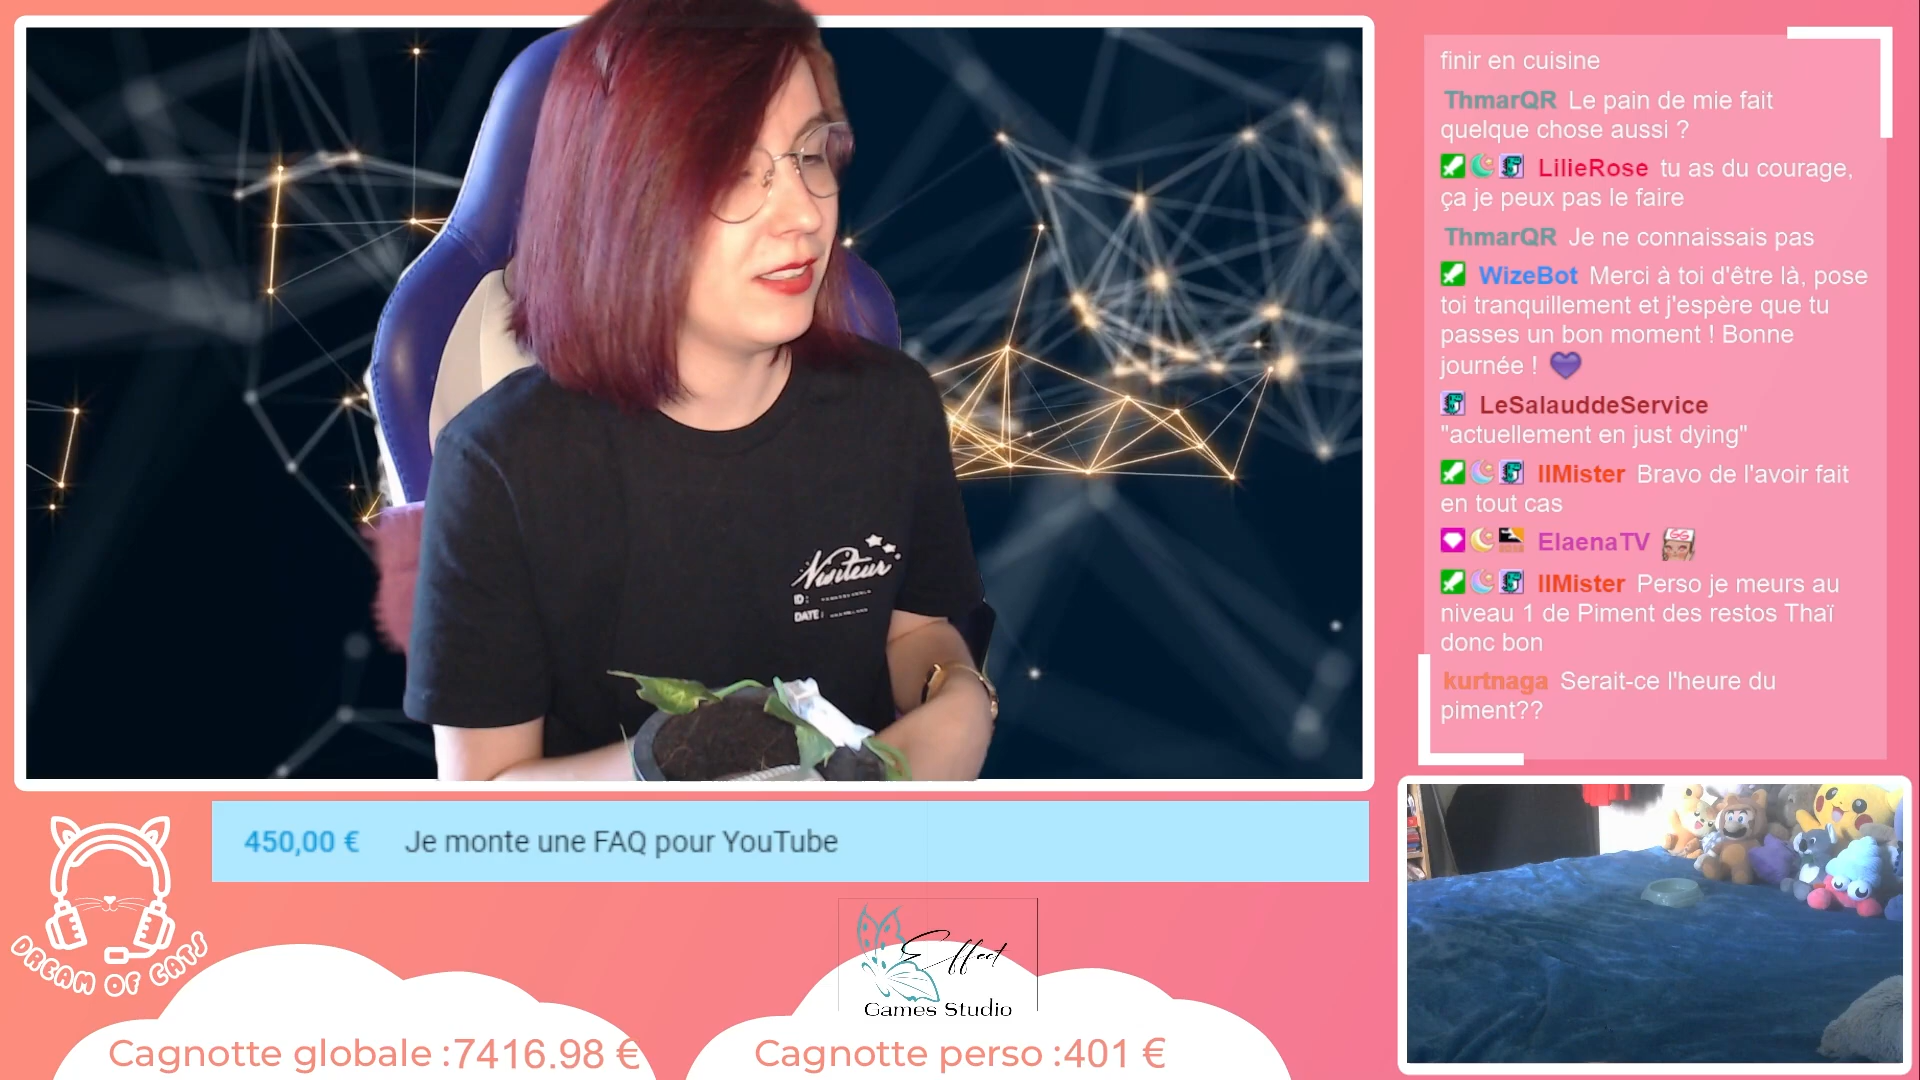 finir en cuisine
ThmarQR Le pain de mie fait
quelque chose aussi ?
LilieRose tu as du courage,
ça je peux pas le faire
ThmarQR Je ne connaissais pas
WizeBot Merci à toi d'être là, pose
toi tranquillement et j'espère que tu
passes un bon moment ! Bonne
journée !
LeSalauddeService
"actuellement en just dying"
IlMister Bravo de l'avoir fait
en tout cas
ElaenaTV
GG
IlMister Perso je meurs au
niveau 1 de Piment des restos Thaï
donc bon
kurtnaga Serait-ce l'heure du
piment??
Visiteur
ID:
DATE:
450,00 € Je monte une FAQ pour YouTube
DREAM OF CATS
Effect
Games Studio
Cagnotte globale :7416.98 €
Cagnotte perso :401 €